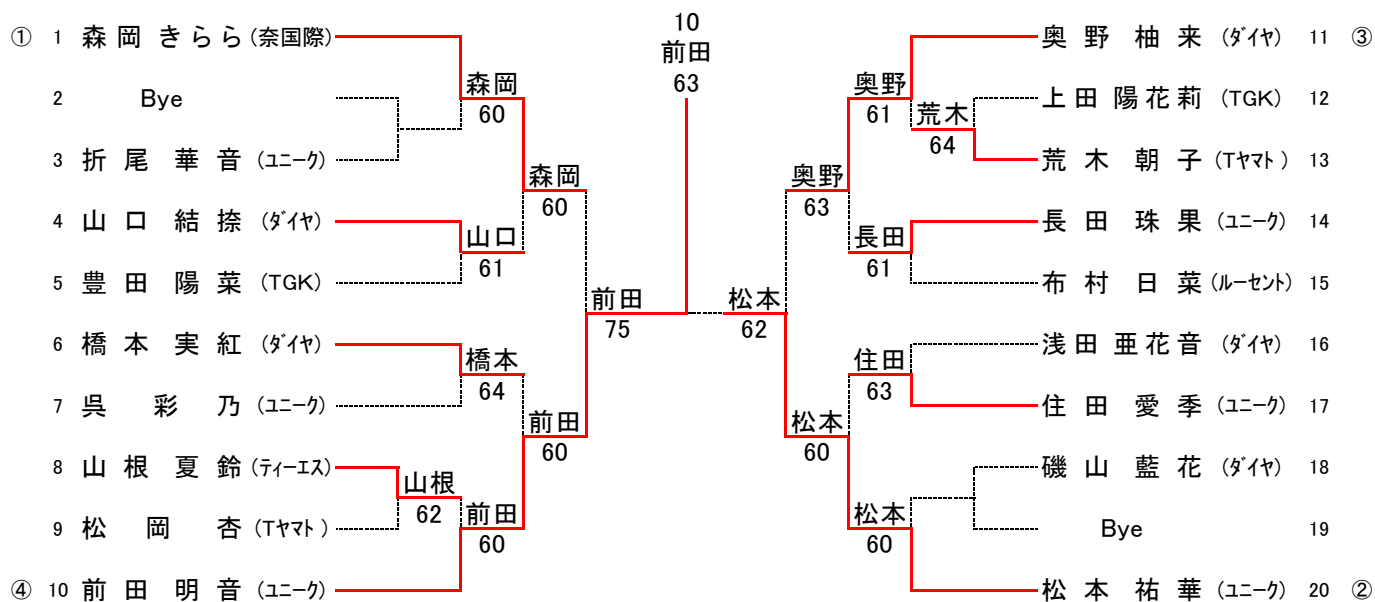 ① 1 森岡 きらら (奈国際)
2 Bye
3 折尾 華音 (ユニーク)
4 山口 結捺 (ダイヤ)
5 豊田 陽菜 (TGK)
6 橋本 実紅 (ダイヤ)
7 呉 彩乃 (ユニーク)
8 山根 夏鈴 (ティーエス)
9 松岡 杏 (Tヤマト)
④ 10 前田 明音 (ユニーク)
山根
62
森岡
60
山口
61
橋本
64
前田
60
森岡
60
前田
60
前田
75
10
前田
63
松本
62
奥野
63
松本
60
奥野
61
長田
61
住田
63
松本
60
荒木
64
奥野 柚来 (ダイヤ) 11 ③
上田 陽花莉 (TGK) 12
荒木 朝子 (Tヤマト) 13
長田 珠果 (ユニーク) 14
布村 日菜 (ルーセント) 15
浅田 亜花音 (ダイヤ) 16
住田 愛季 (ユニーク) 17
磯山 藍花 (ダイヤ) 18
Bye 19
松本 祐華 (ユニーク) 20 ②